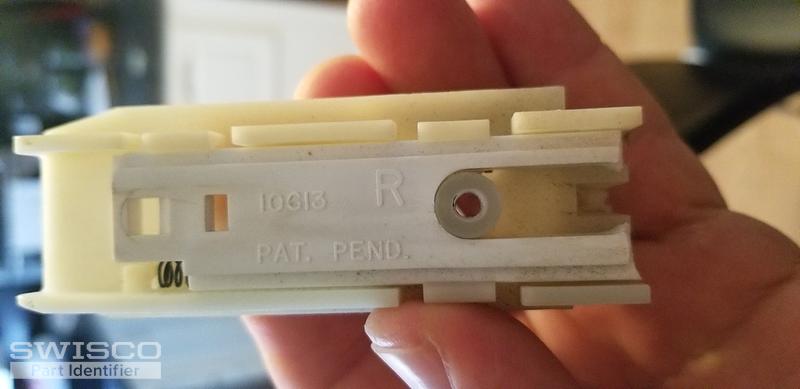 10613 R
PAT. PEND.
SWISCO
Part Identifier